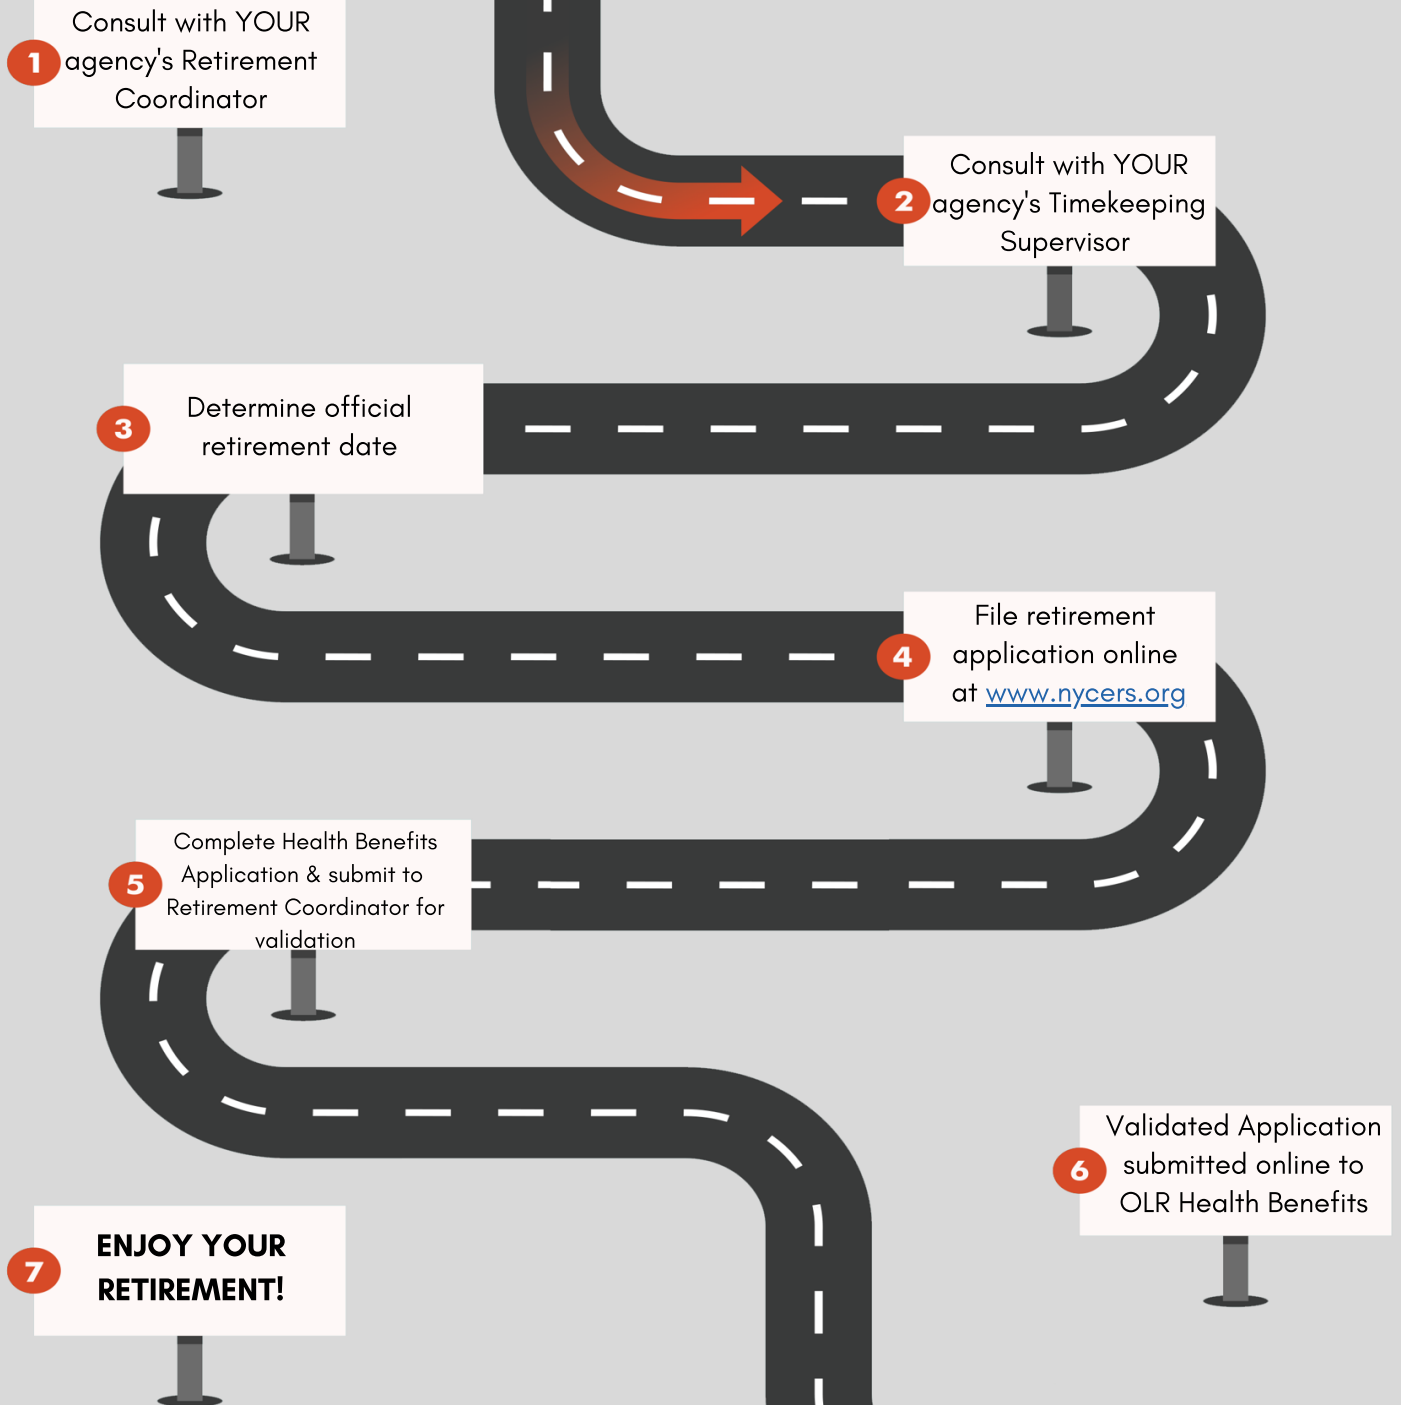 1
Consult with YOUR
agency's Retirement
Coordinator
2
Consult with YOUR
agency's Timekeeping
Supervisor
3
Determine official
retirement date
4
File retirement
application online
at www.nycers.org
5
Complete Health Benefits
Application & submit to
Retirement Coordinator for
validation
6
Validated Application
submitted online to
OLR Health Benefits
7
ENJOY YOUR
RETIREMENT!